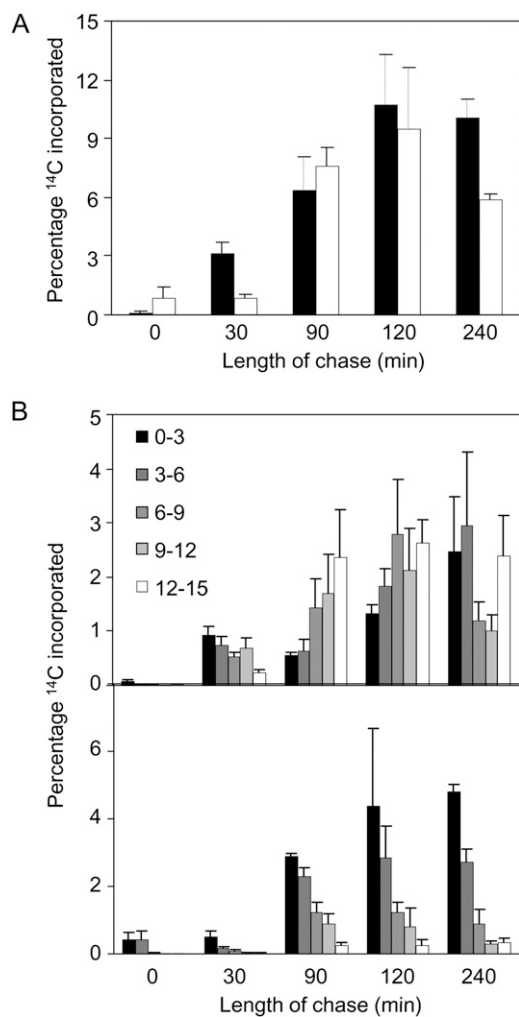 A
Percentage ¹⁴C incorporated
15
12
9
6
3
0
0 30 90 120 240
Length of chase (min)
B
Percentage ¹⁴C incorporated
5
4
3
2
1
0
0-3
3-6
6-9
9-12
12-15
6
4
2
0
0 30 90 120 240
Length of chase (min)